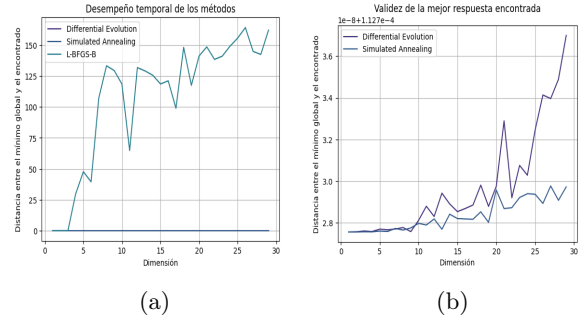 Desempeño temporal de los métodos
Differential Evolution
Simulated Annealing
L-BFGS-B
Distancia entre el mínimo global y el encontrado
150
125
100
75
50
25
0
0 5 10 15 20 25 30
Dimensión
(a)
Validez de la mejor respuesta encontrada
1e−8+1.127e−4
Differential Evolution
Simulated Annealing
Distancia entre el mínimo global y el encontrado
3.6
3.4
3.2
3.0
2.8
0 5 10 15 20 25 30
Dimensión
(b)